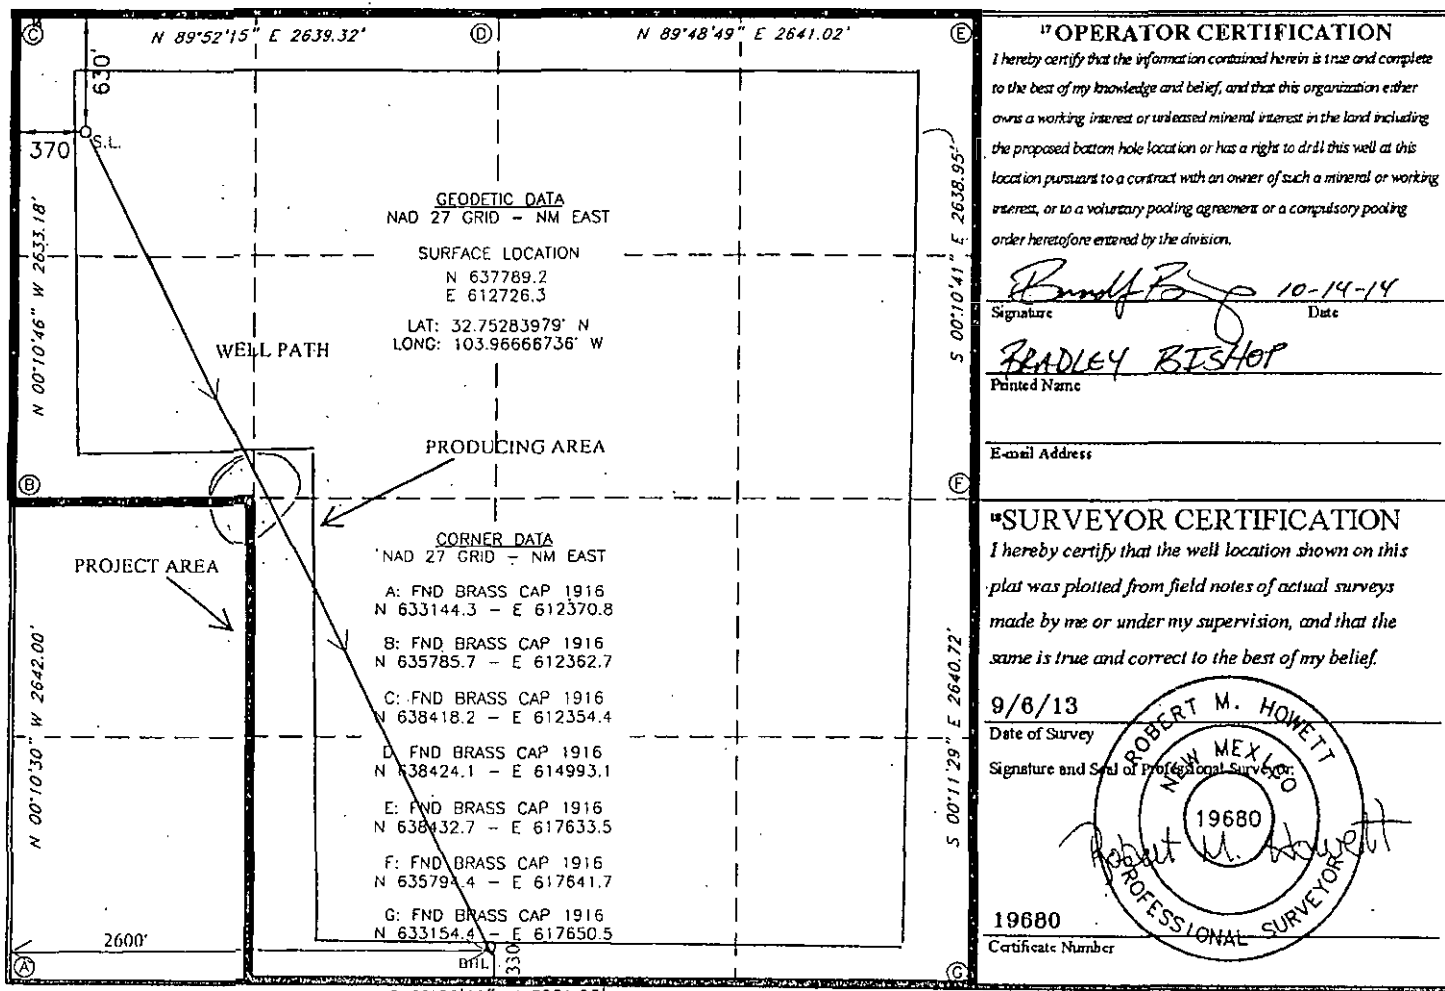 C
N 89°52'15" E 2639.32'
D
N 89°48'49" E 2641.02'
E
630'
370
S.L.
N 00°10'46" W 2633.18'
S 00°10'41" E 2638.95'
GEODETIC DATA
NAD 27 GRID - NM EAST
SURFACE LOCATION
N 637789.2
E 612726.3
LAT: 32.75283979° N
LONG: 103.96666736° W
WELL PATH
PRODUCING AREA
B
F
PROJECT AREA
CORNER DATA
NAD 27 GRID - NM EAST
A: FND BRASS CAP 1916
N 633144.3 - E 612370.8
B: FND BRASS CAP 1916
N 635785.7 - E 612362.7
C: FND BRASS CAP 1916
N 638418.2 - E 612354.4
D FND BRASS CAP 1916
N 638424.1 - E 614993.1
E: FND BRASS CAP 1916
N 638432.7 - E 617633.5
F: FND BRASS CAP 1916
N 635794.4 - E 617641.7
G: FND BRASS CAP 1916
N 633154.4 - E 617650.5
N 00°10'30" W 2642.00'
S 00°11'29" E 2640.72'
2600'
BHL
330'
A
G
17 OPERATOR CERTIFICATION
I hereby certify that the information contained herein is true and complete
to the best of my knowledge and belief, and that this organization either
owns a working interest or unleased mineral interest in the land including
the proposed bottom hole location or has a right to drill this well at this
location pursuant to a contract with an owner of such a mineral or working
interest, or to a voluntary pooling agreement or a compulsory pooling
order heretofore entered by the division.
10-14-14
Signature Date
BRADLEY BISHOP
Printed Name
E-mail Address
18 SURVEYOR CERTIFICATION
I hereby certify that the well location shown on this
plat was plotted from field notes of actual surveys
made by me or under my supervision, and that the
same is true and correct to the best of my belief.
9/6/13
Date of Survey
Signature and Seal of Professional Surveyor:
ROBERT M. HOWETT
NEW MEXICO
19680
Robert M. Howett
PROFESSIONAL SURVEYOR
19680
Certificate Number